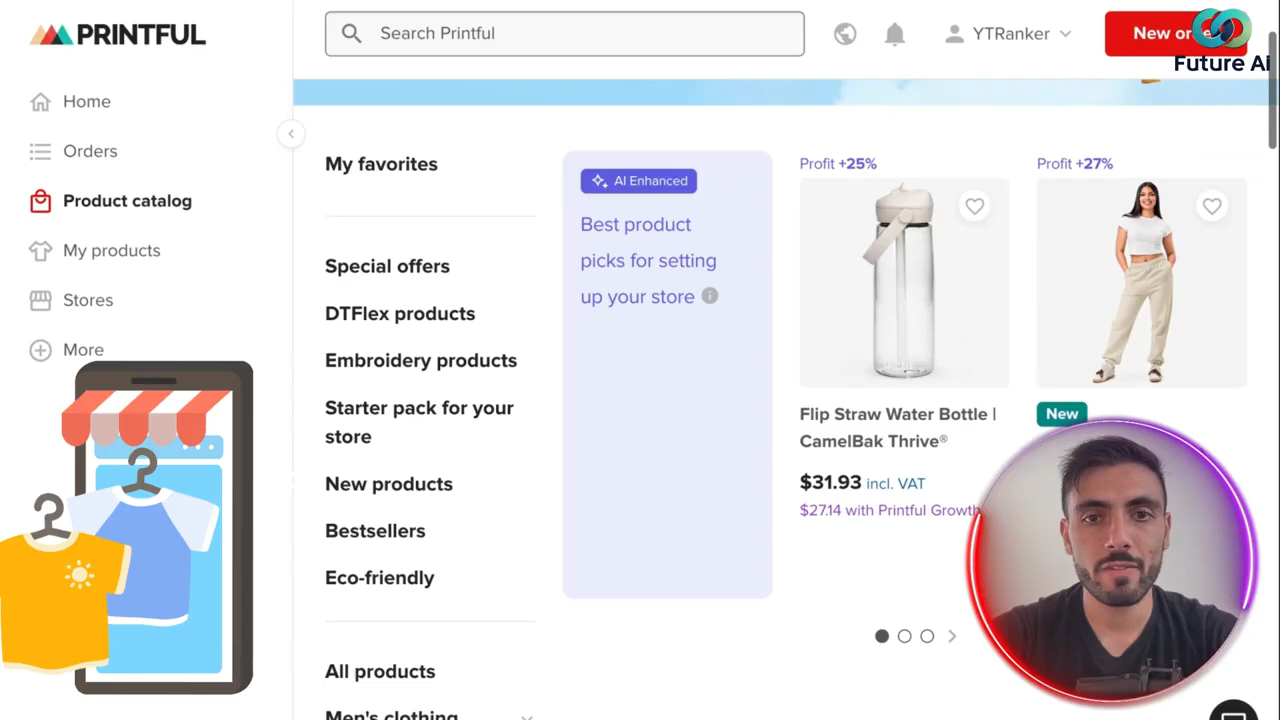 PRINTFUL
Search Printful
YTRanker
New or
Future Ai
Home
Orders
Product catalog
My products
Stores
More
My favorites
Special offers
DTFlex products
Embroidery products
Starter pack for your
store
New products
Bestsellers
Eco-friendly
All products
Men's clothing
AI Enhanced
Best product
picks for setting
up your store
Profit +25%
Flip Straw Water Bottle |
CamelBak Thrive®
$31.93 incl. VAT
$27.14 with Printful Growth
Profit +27%
New